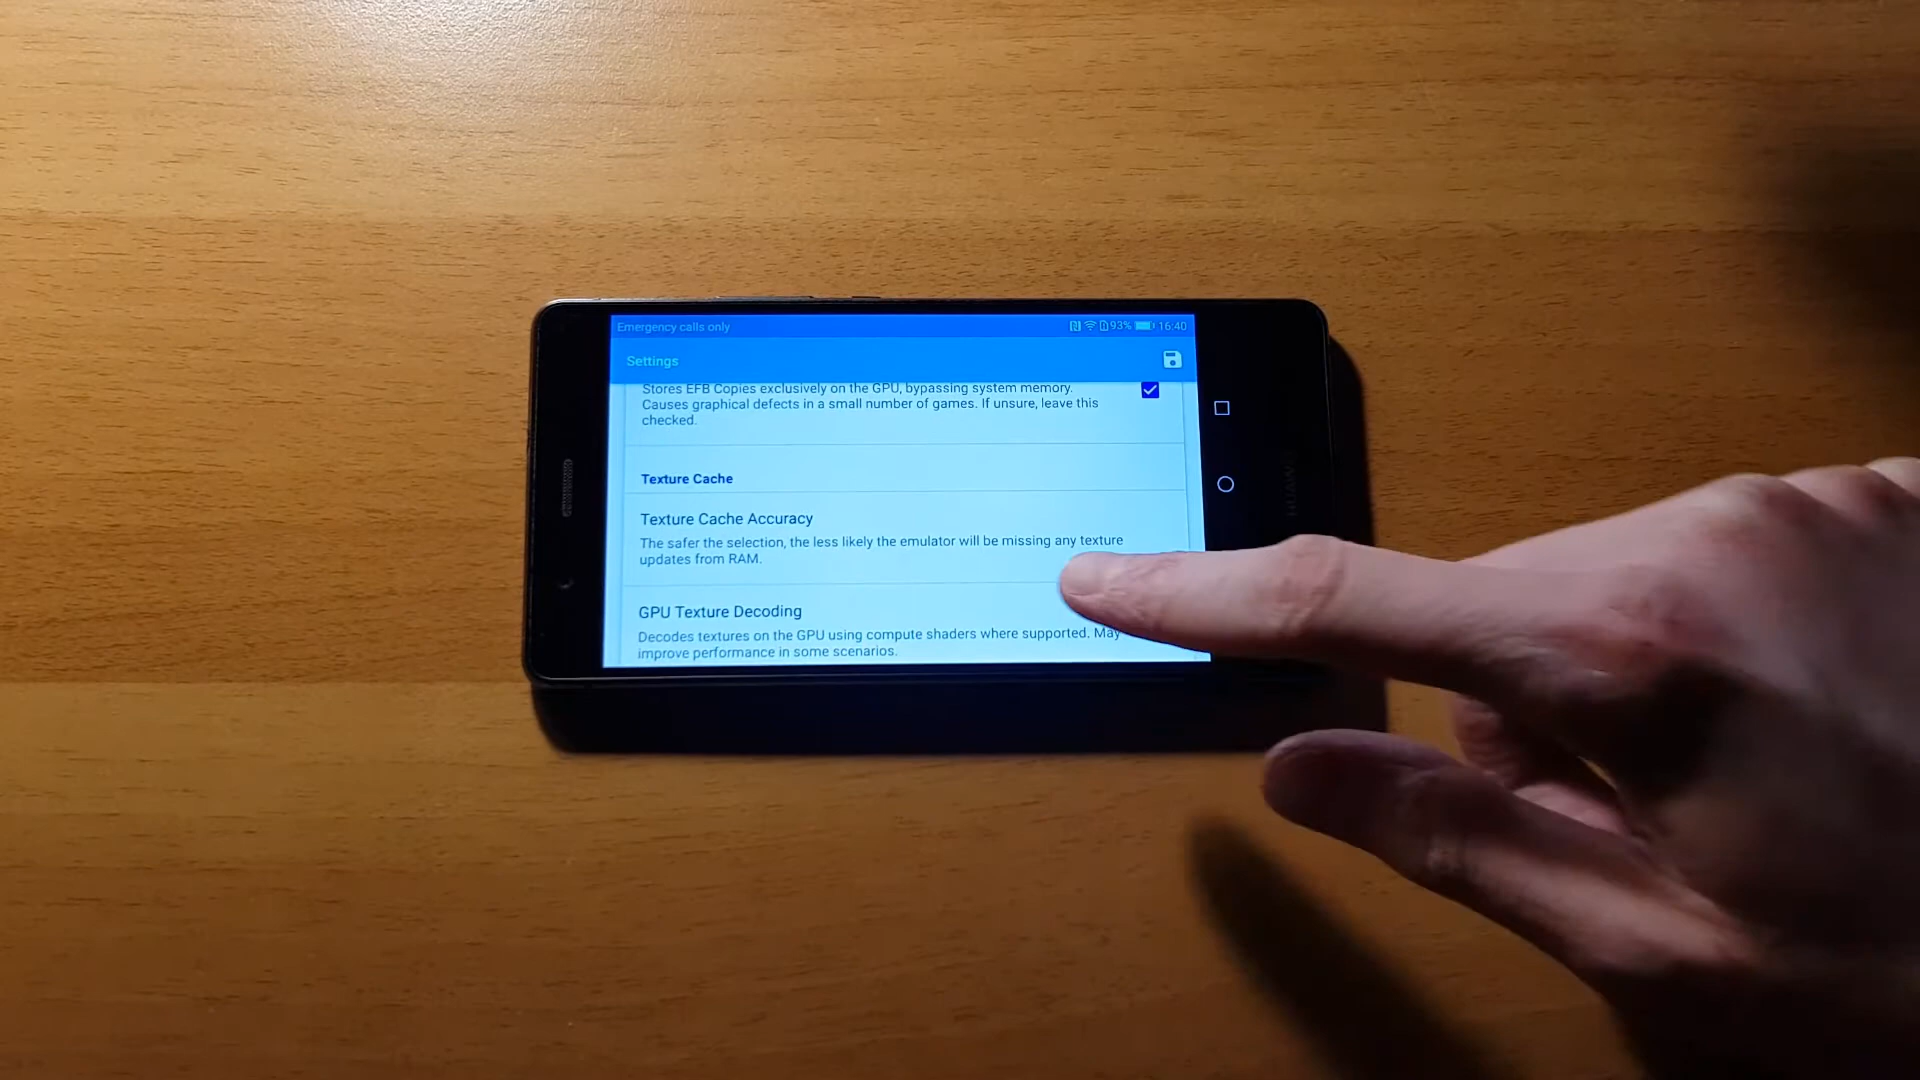 Emergency calls only
93% 16:40
Settings
Stores EFB Copies exclusively on the GPU, bypassing system memory.
Causes graphical defects in a small number of games. If unsure, leave this
checked.
Texture Cache
Texture Cache Accuracy
The safer the selection, the less likely the emulator will be missing any texture
updates from RAM.
GPU Texture Decoding
Decodes textures on the GPU using compute shaders where supported. May
improve performance in some scenarios.
HUAWEI